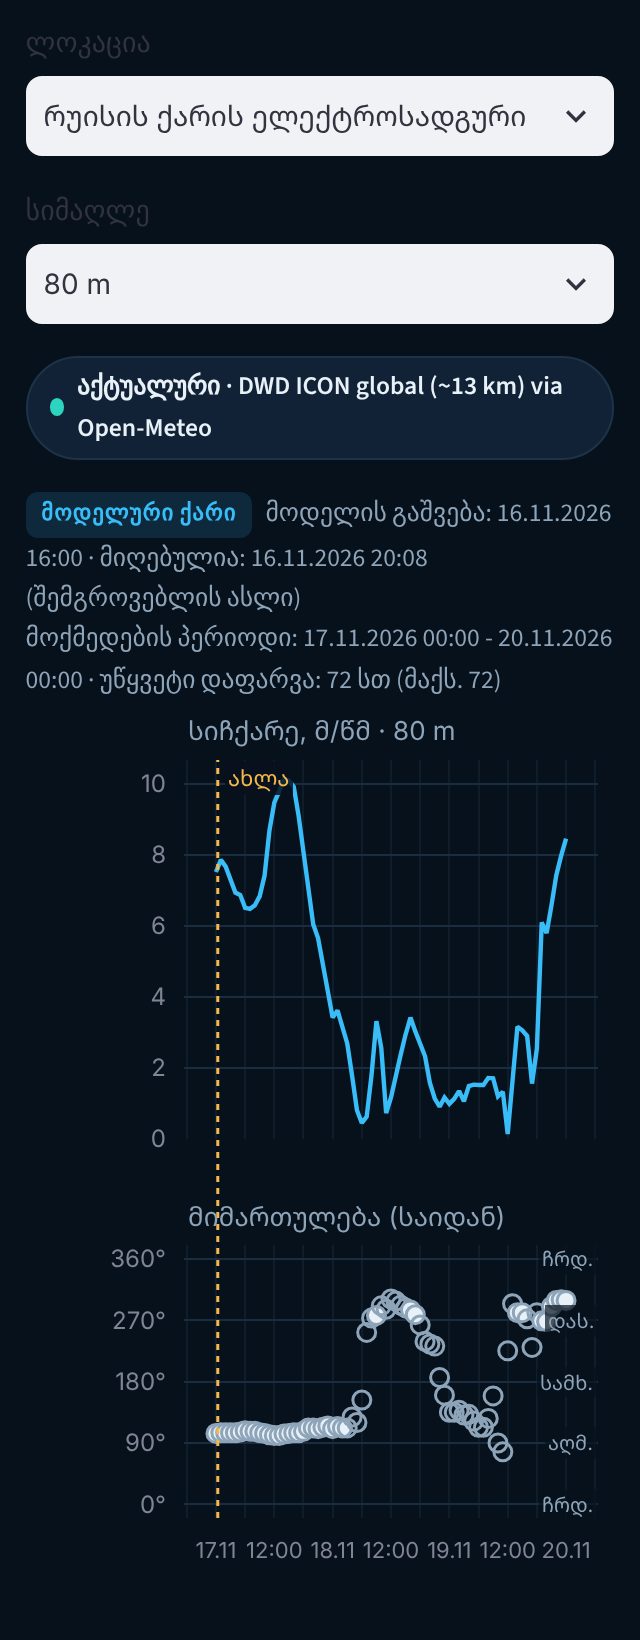 ლოკაცია
რუისის ქარის ელექტროსადგური
სიმაღლე
80 m
აქტუალური · DWD ICON global (~13 km) via
Open-Meteo
მოდელური ქარი მოდელის გაშვება: 16.11.2026
16:00 · მიღებულია: 16.11.2026 20:08
(შემგროვებლის ასლი)
მოქმედების პერიოდი: 17.11.2026 00:00 - 20.11.2026
00:00 · უწყვეტი დაფარვა: 72 სთ (მაქს. 72)
სიჩქარე, მ/წმ · 80 m
ახლა
10
8
6
4
2
0
მიმართულება (საიდან)
360° ჩრდ.
270° დას.
180° სამხ.
90° აღმ.
0° ჩრდ.
17.11 12:00 18.11 12:00 19.11 12:00 20.11